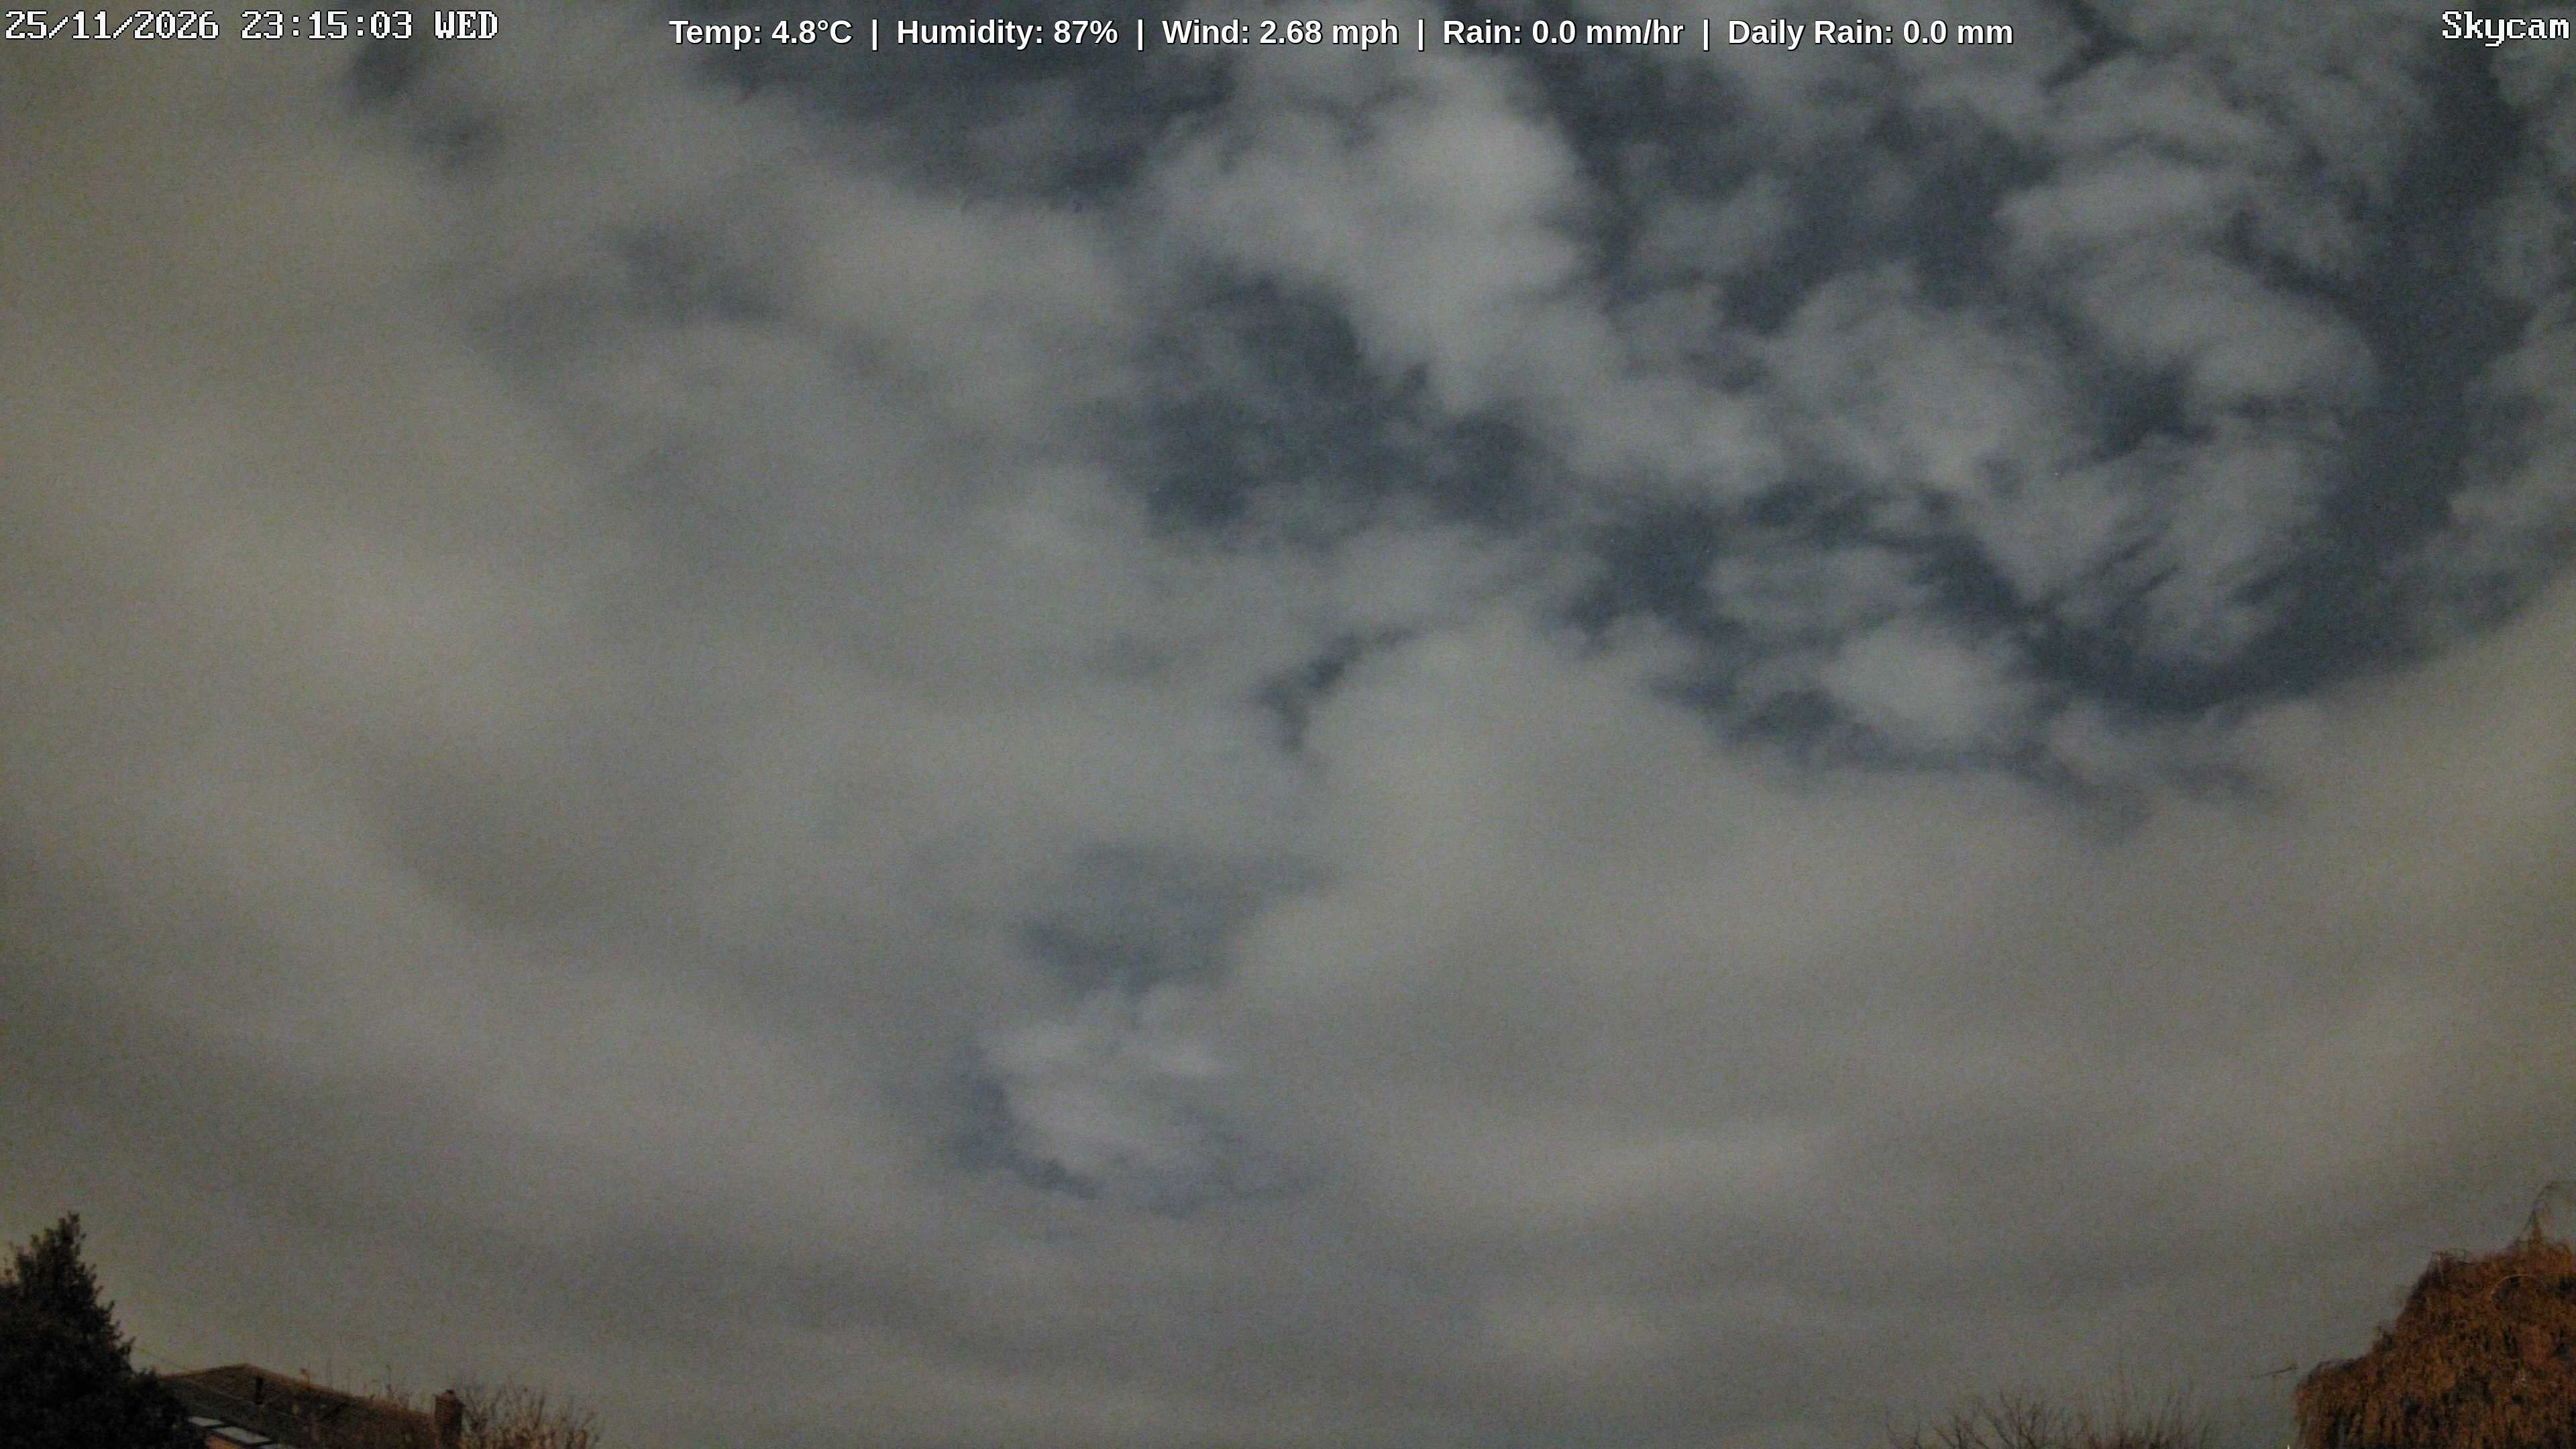 25/11/2026 23:15:03 WED
Temp: 4.8°C | Humidity: 87% | Wind: 2.68 mph | Rain: 0.0 mm/hr | Daily Rain: 0.0 mm
Skycam